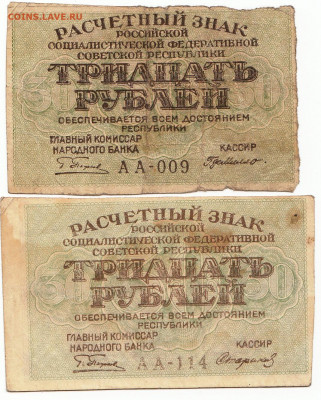 COINS.LAVE.RU
РАСЧЕТНЫЙ ЗНАК
РОССИЙСКОЙ
СОЦИАЛИСТИЧЕСКОЙ ФЕДЕРАТИВНОЙ
СОВЕТСКОЙ РЕСПУБЛИКИ
ТРИДЦАТЬ
РУБЛЕЙ
ОБЕСПЕЧИВАЕТСЯ ВСЕМ ДОСТОЯНИЕМ
РЕСПУБЛИКИ
ГЛАВНЫЙ КОМИССАР
НАРОДНОГО БАНКА
КАССИР
АА-009
РАСЧЕТНЫЙ ЗНАК
РОССИЙСКОЙ
СОЦИАЛИСТИЧЕСКОЙ ФЕДЕРАТИВНОЙ
СОВЕТСКОЙ РЕСПУБЛИКИ
ТРИДЦАТЬ
РУБЛЕЙ
ОБЕСПЕЧИВАЕТСЯ ВСЕМ ДОСТОЯНИЕМ
РЕСПУБЛИКИ
ГЛАВНЫЙ КОМИССАР
НАРОДНОГО БАНКА
КАССИР
АА-114